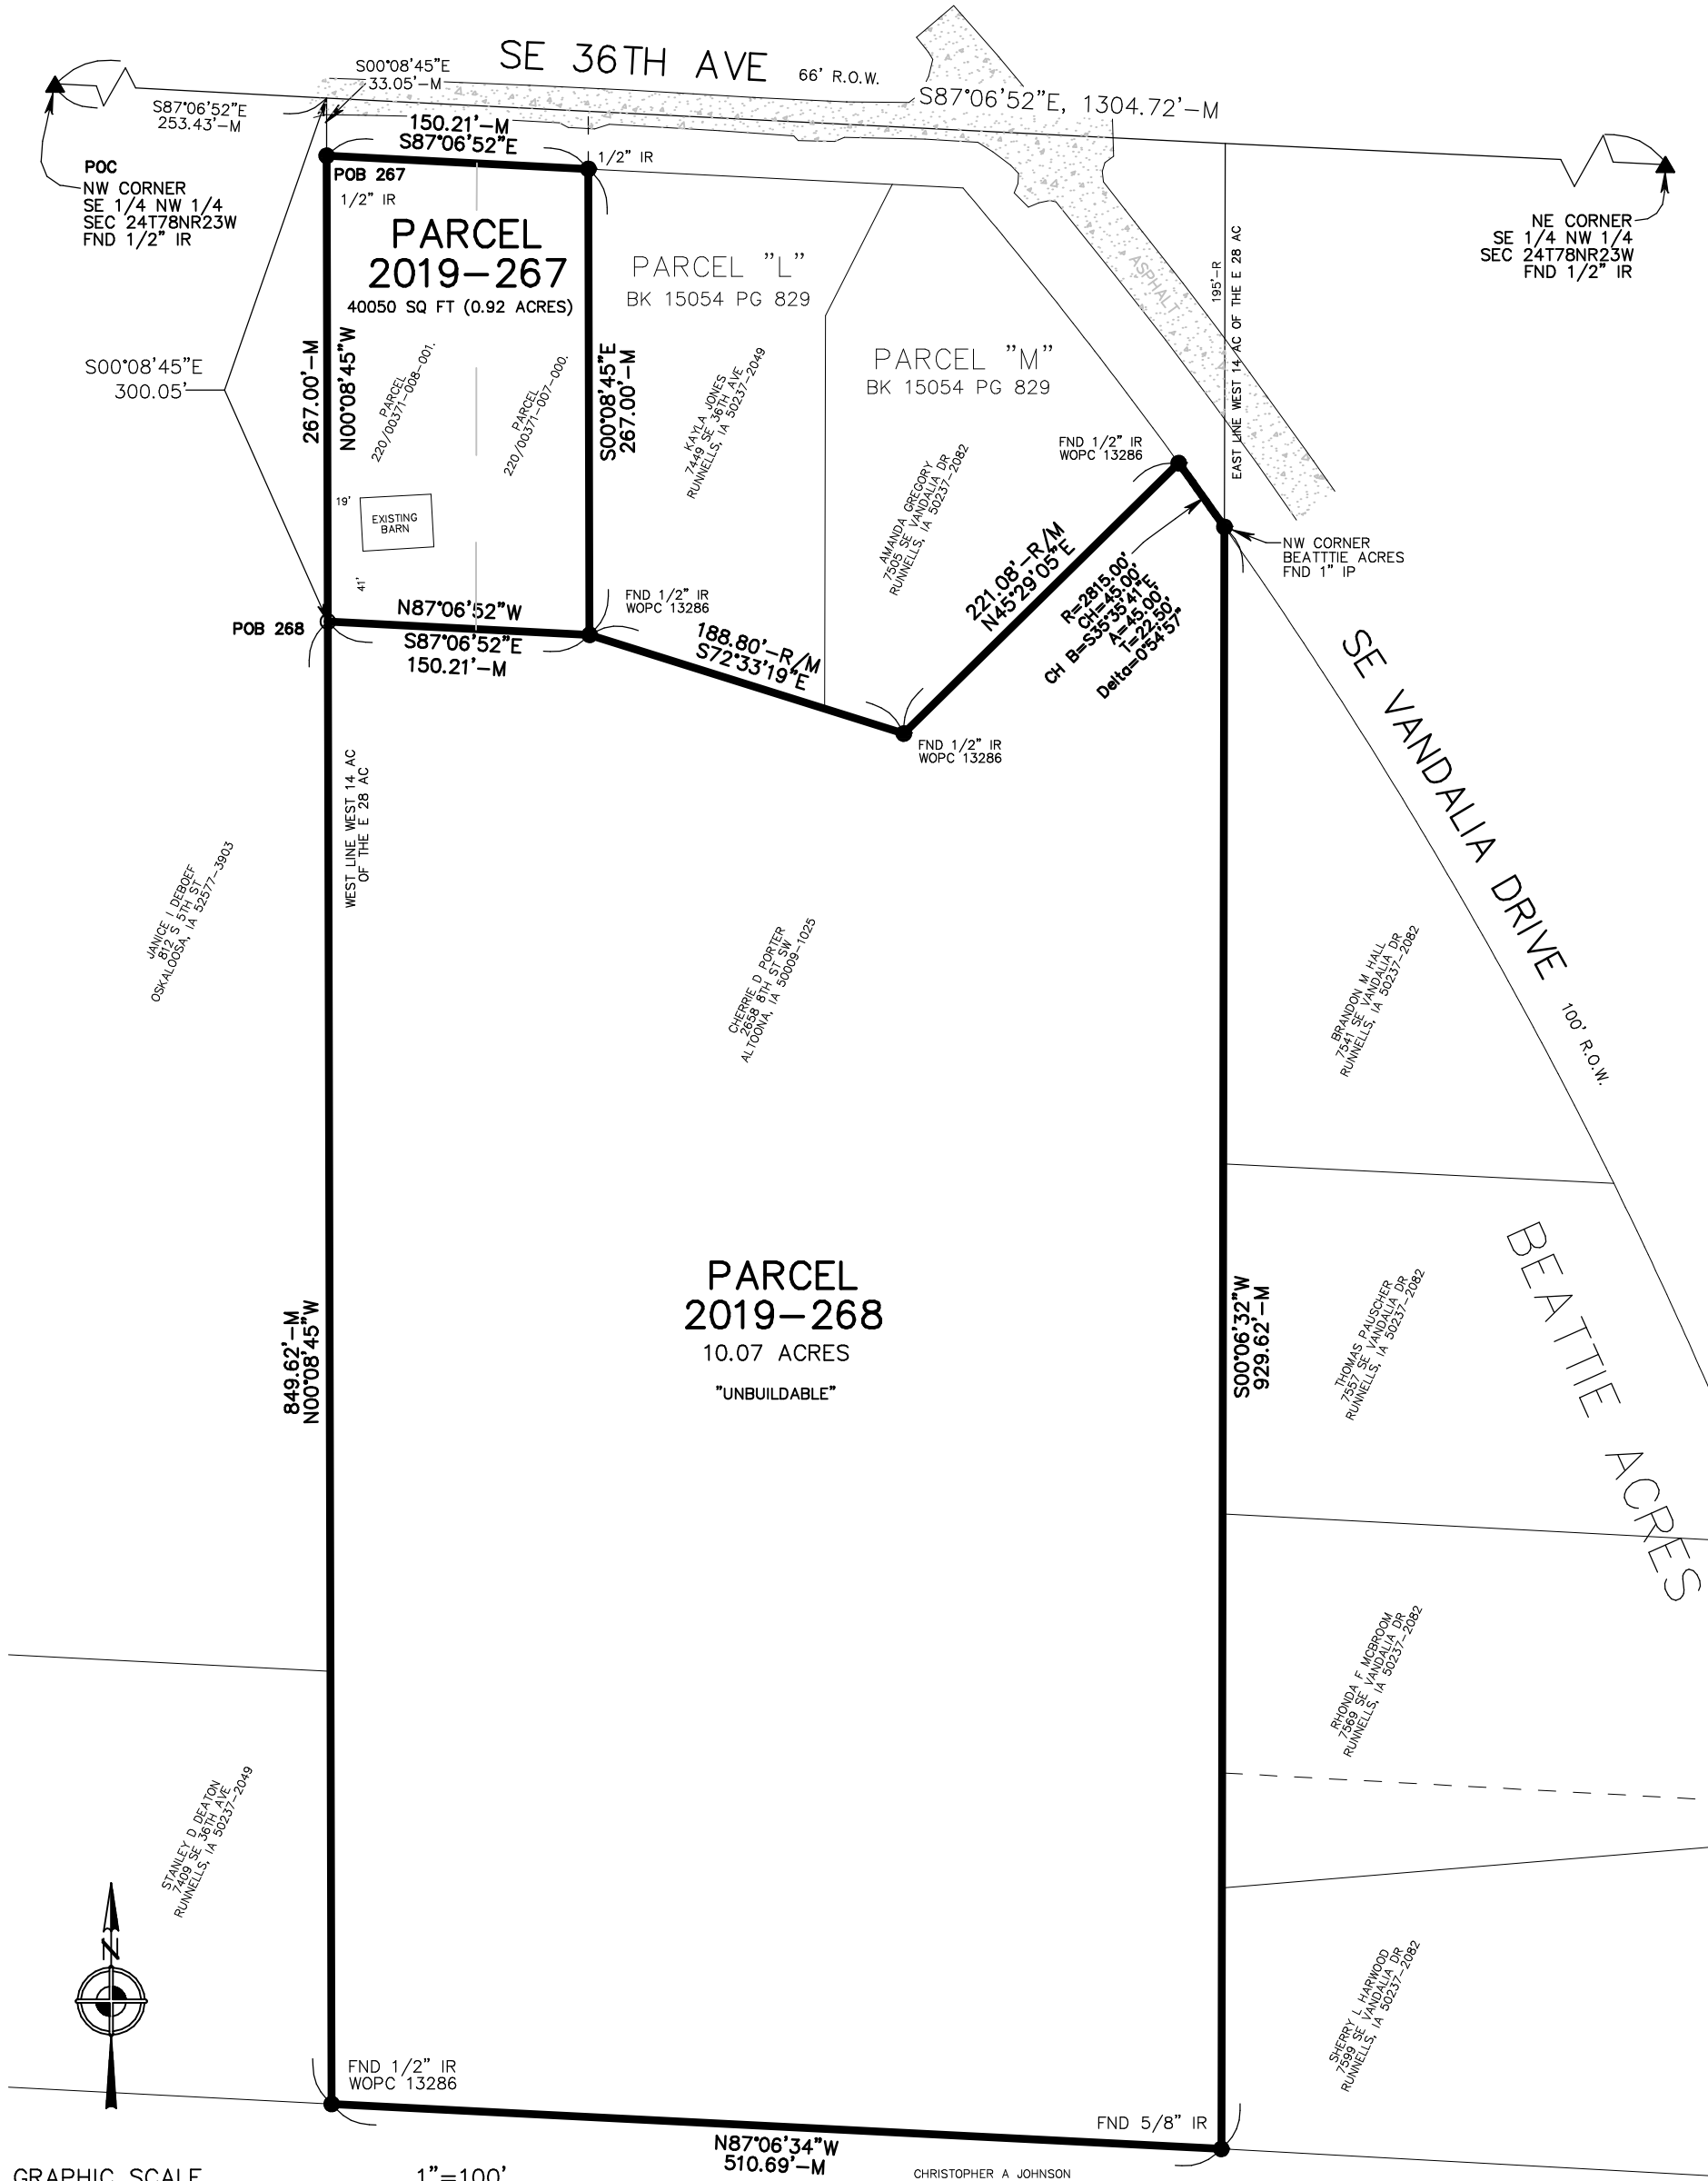 SE 36TH AVE 66' R.O.W.
S00°08'45"E
33.05'-M
S87°06'52"E, 1304.72'-M
S87°06'52"E
253.43'-M
150.21'-M
S87°06'52"E
POC
NW CORNER
SE 1/4 NW 1/4
SEC 24T78NR23W
FND 1/2" IR
POB 267
1/2" IR
1/2" IR
NE CORNER
SE 1/4 NW 1/4
SEC 24T78NR23W
FND 1/2" IR
PARCEL
2019-267
40050 SQ FT (0.92 ACRES)
PARCEL "L"
BK 15054 PG 829
PARCEL "M"
BK 15054 PG 829
ASPHALT
195'-R
EAST LINE WEST 14 AC OF THE E 28 AC
S00°08'45"E
300.05'
267.00'-M
N00°08'45"W
PARCEL
220/00371-008-001.
PARCEL
220/00371-007-000.
S00°08'45"E
267.00'-M
KAYLA JONES
7449 SE 36TH AVE
RUNNELLS, IA 50237-2049
AMANDA GREGORY
7505 SE VANDALIA DR
RUNNELLS, IA 50237-2082
FND 1/2" IR
WOPC 13286
19'
EXISTING
BARN
41'
NW CORNER
BEATTTIE ACRES
FND 1" IP
221.08'-R/M
N45°29'05"E
R=2815.00'
CH=45.00'
CH B=S35°35'41"E
A=45.00'
T=22.50'
Delta=0°54'57"
POB 268
N87°06'52"W
S87°06'52"E
150.21'-M
FND 1/2" IR
WOPC 13286
188.80'-R/M
S72°33'19"E
FND 1/2" IR
WOPC 13286
SE VANDALIA DRIVE 100' R.O.W.
WEST LINE WEST 14 AC
OF THE E 28 AC
JANICE I DEBOEF
812 S 5TH ST
OSKALOOSA, IA 52577-3903
CHERRIE D PORTER
2658 8TH ST SW
ALTOONA, IA 50009-1025
BRANDON M HALL
7541 SE VANDALIA DR
RUNNELLS, IA 50237-2082
BEATTIE ACRES
PARCEL
2019-268
10.07 ACRES
"UNBUILDABLE"
849.62'-M
N00°08'45"W
S00°06'32"W
929.62'-M
THOMAS PAUSCHER
7557 SE VANDALIA DR
RUNNELLS, IA 50237-2082
RHONDA F MCBROOM
7569 SE VANDALIA DR
RUNNELLS, IA 50237-2082
STANLEY D DEATON
7409 SE 36TH AVE
RUNNELLS, IA 50237-2049
SHERRY L HARWOOD
7599 SE VANDALIA DR
RUNNELLS, IA 50237-2082
N
FND 1/2" IR
WOPC 13286
FND 5/8" IR
N87°06'34"W
510.69'-M
GRAPHIC SCALE
1"=100'
CHRISTOPHER A JOHNSON